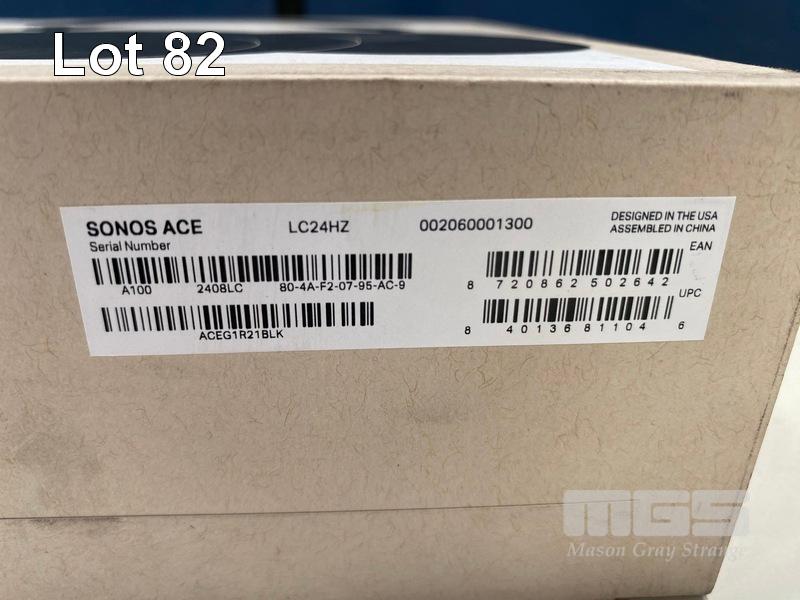 Lot 82
SONOS ACE LC24HZ 002060001300 DESIGNED IN THE USA
ASSEMBLED IN CHINA
Serial Number EAN
A100 2408LC 80-4A-F2-07-95-AC-9 8 720862 502642
UPC
ACEG1R21BLK 8 40136 81104 6
MGS
Mason Gray Strange